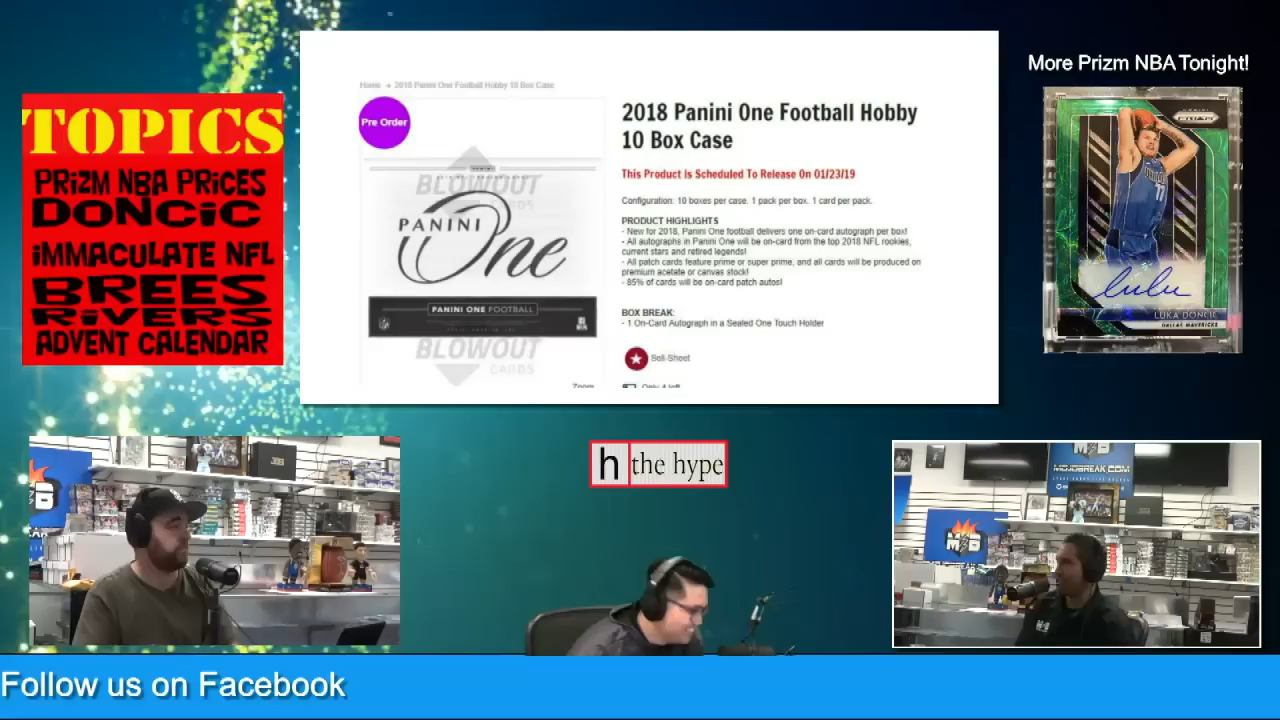 TOPICS
PRIZM NBA PRICES
DONCIC
IMMACULATE NFL
BREES
RIVERS
ADVENT CALENDAR
Home → 2018 Panini One Football Hobby 10 Box Case
Pre Order
BLOWOUT
CARDS
PANINI
One
PANINI ONE FOOTBALL
BLOWOUT
CARDS
Zoom
2018 Panini One Football Hobby
10 Box Case
This Product Is Scheduled To Release On 01/23/19
Configuration: 10 boxes per case. 1 pack per box. 1 card per pack.
PRODUCT HIGHLIGHTS
- New for 2018, Panini One football delivers one on-card autograph per box!
- All autographs in Panini One will be on-card from the top 2018 NFL rookies,
current stars and retired legends!
- All patch cards feature prime or super prime, and all cards will be produced on
premium acetate or canvas stock!
- 85% of cards will be on-card patch autos!
BOX BREAK:
- 1 On-Card Autograph in a Sealed One Touch Holder
Sell-Sheet
Only 4 left
More Prizm NBA Tonight!
PRIZM
LUKA DONCIC
DALLAS MAVERICKS
h the hype
MOJOBREAK.COM
M B
Follow us on Facebook